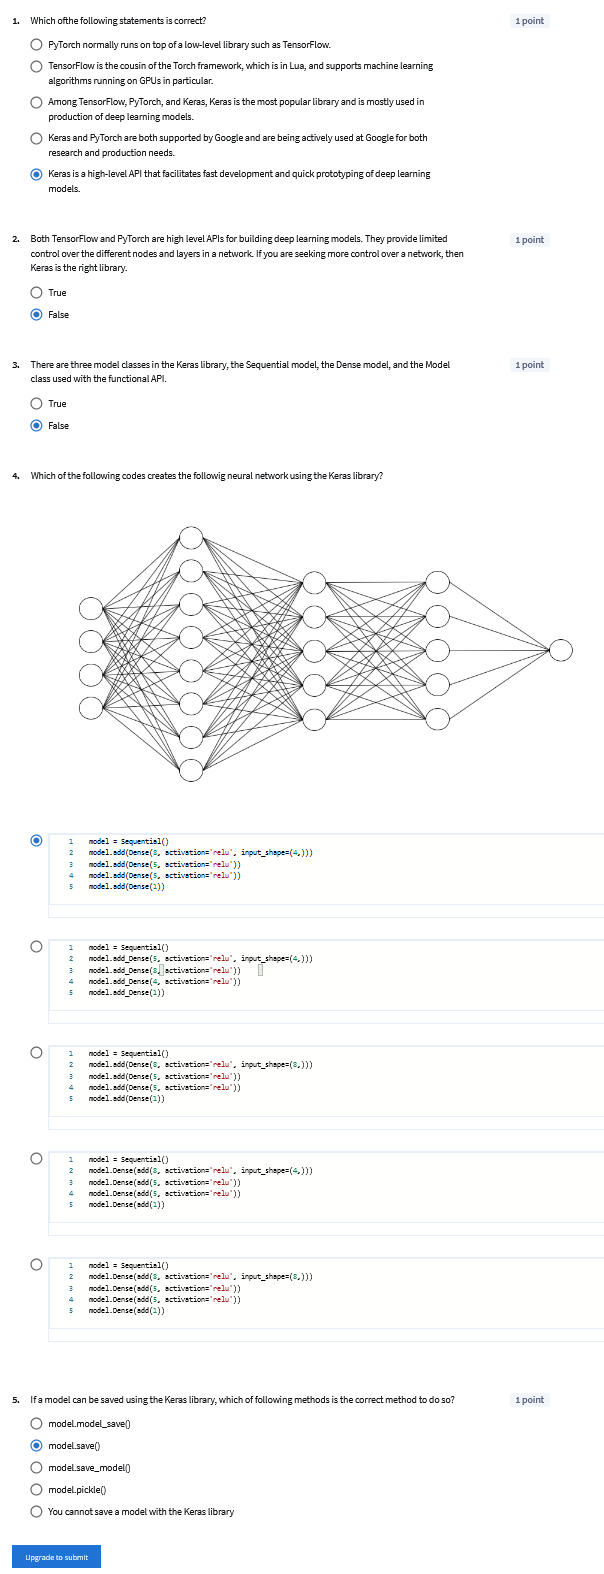 1. Which ofthe following statements is correct?
1 point
PyTorch normally runs on top of a low-level library such as TensorFlow.
TensorFlow is the cousin of the Torch framework, which is in Lua, and supports machine learning
algorithms running on GPUs in particular.
Among TensorFlow, PyTorch, and Keras, Keras is the most popular library and is mostly used in
production of deep learning models.
Keras and PyTorch are both supported by Google and are being actively used at Google for both
research and production needs.
Keras is a high-level API that facilitates fast development and quick prototyping of deep learning
models.
2. Both TensorFlow and PyTorch are high level APIs for building deep learning models. They provide limited
1 point
control over the different nodes and layers in a network. If you are seeking more control over a network, then
Keras is the right library.
True
False
3. There are three model classes in the Keras library, the Sequential model, the Dense model, and the Model
1 point
class used with the functional API.
True
False
4. Which of the following codes creates the followig neural network using the Keras library?
1 model = Sequential()
2 model.add(Dense(8, activation='relu', input_shape=(4,)))
3 model.add(Dense(5, activation='relu'))
4 model.add(Dense(5, activation='relu'))
5 model.add(Dense(1))
1 model = Sequential()
2 model.add_Dense(5, activation='relu', input_shape=(4,)))
3 model.add_Dense(8, activation='relu'))
4 model.add_Dense(4, activation='relu'))
5 model.add_Dense(1))
1 model = Sequential()
2 model.add(Dense(8, activation='relu', input_shape=(8,)))
3 model.add(Dense(5, activation='relu'))
4 model.add(Dense(5, activation='relu'))
5 model.add(Dense(1))
1 model = Sequential()
2 model.Dense(add(8, activation='relu', input_shape=(4,)))
3 model.Dense(add(5, activation='relu'))
4 model.Dense(add(5, activation='relu'))
5 model.Dense(add(1))
1 model = Sequential()
2 model.Dense(add(8, activation='relu', input_shape=(8,)))
3 model.Dense(add(5, activation='relu'))
4 model.Dense(add(5, activation='relu'))
5 model.Dense(add(1))
5. If a model can be saved using the Keras library, which of following methods is the correct method to do so?
1 point
model.model_save()
model.save()
model.save_model()
model.pickle()
You cannot save a model with the Keras library
Upgrade to submit